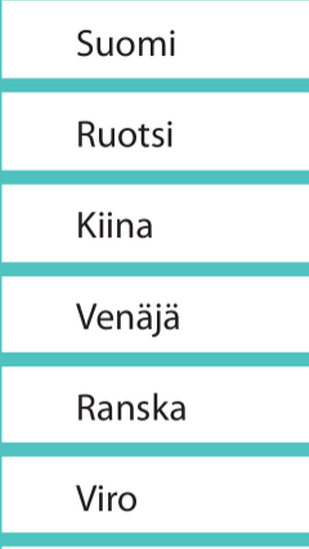 Suomi
Ruotsi
Kiina
Venäjä
Ranska
Viro